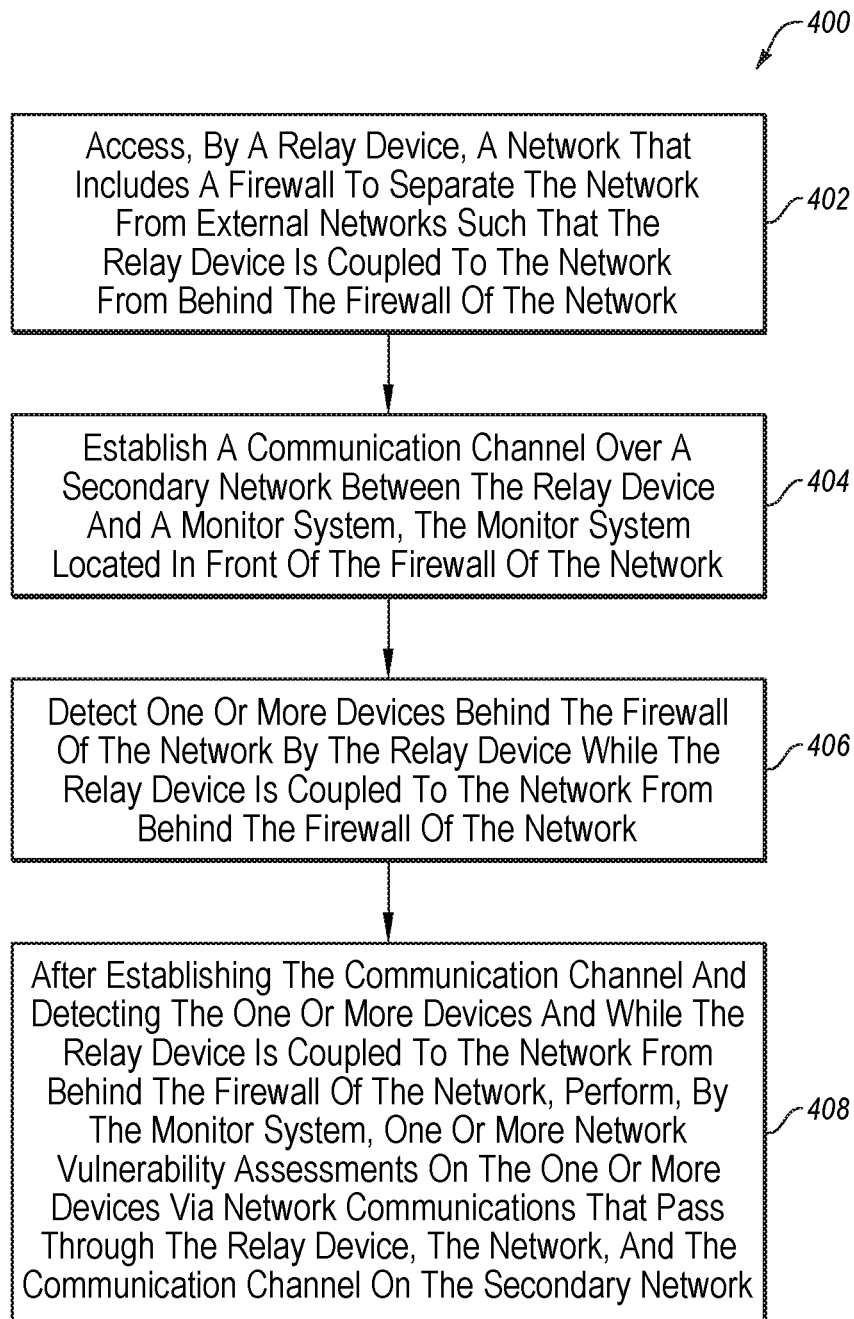 400
Access, By A Relay Device, A Network That
Includes A Firewall To Separate The Network
From External Networks Such That The
Relay Device Is Coupled To The Network
From Behind The Firewall Of The Network
402
Establish A Communication Channel Over A
Secondary Network Between The Relay Device
And A Monitor System, The Monitor System
Located In Front Of The Firewall Of The Network
404
Detect One Or More Devices Behind The Firewall
Of The Network By The Relay Device While The
Relay Device Is Coupled To The Network From
Behind The Firewall Of The Network
406
After Establishing The Communication Channel And
Detecting The One Or More Devices And While The
Relay Device Is Coupled To The Network From
Behind The Firewall Of The Network, Perform, By
The Monitor System, One Or More Network
Vulnerability Assessments On The One Or More
Devices Via Network Communications That Pass
Through The Relay Device, The Network, And The
Communication Channel On The Secondary Network
408